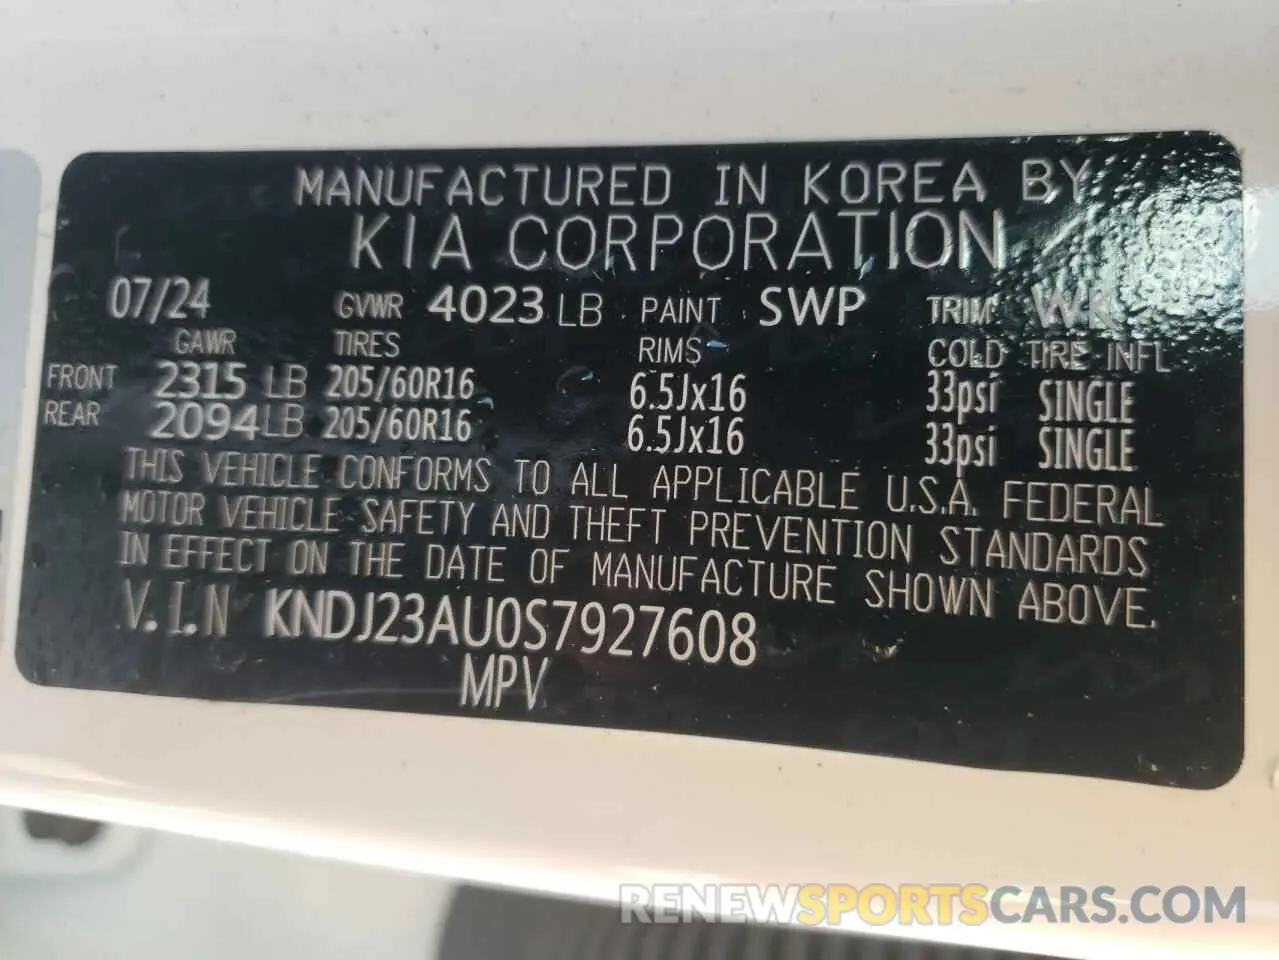 MANUFACTURED IN KOREA BY
KIA CORPORATION
07/24 GVWR 4023 LB PAINT SWP TRIM
GAWR TIRES RIMS COLD TIRE INFL
FRONT 2315 LB 205/60R16 6.5Jx16 33psi SINGLE
REAR 2094 LB 205/60R16 6.5Jx16 33psi SINGLE
THIS VEHICLE CONFORMS TO ALL APPLICABLE U.S.A. FEDERAL
MOTOR VEHICLE SAFETY AND THEFT PREVENTION STANDARDS
IN EFFECT ON THE DATE OF MANUFACTURE SHOWN ABOVE.
V.I.N KNDJ23AU0S7927608
MPV
RENEWSPORTSCARS.COM